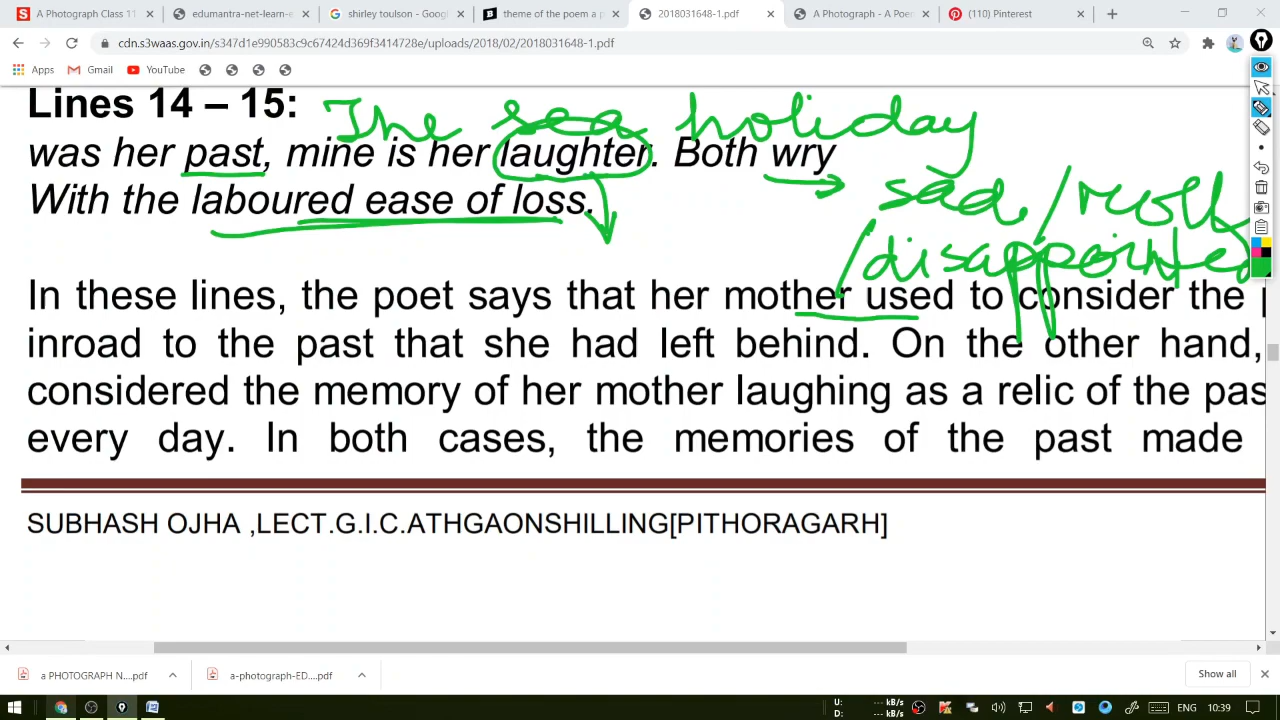 A Photograph Class 11
edumantra-net-learn-e
shirley toulson - Goog
theme of the poem a p
2018031648-1.pdf
A Photograph - A Poe
(110) Pinterest
cdn.s3waas.gov.in/s347d1e990583c9c67424d369f3414728e/uploads/2018/02/2018031648-1.pdf
Apps Gmail YouTube
Lines 14 – 15:
The sea holiday
was her past, mine is her laughter. Both wry
With the laboured ease of loss.
sad/
/disappointed
In these lines, the poet says that her mother used to consider the
inroad to the past that she had left behind. On the other hand,
considered the memory of her mother laughing as a relic of the pas
every day. In both cases, the memories of the past made
SUBHASH OJHA ,LECT.G.I.C.ATHGAONSHILLING[PITHORAGARH]
a PHOTOGRAPH N....pdf
a-photograph-ED....pdf
Show all
U: --- kB/s
D: --- kB/s
ENG 10:39